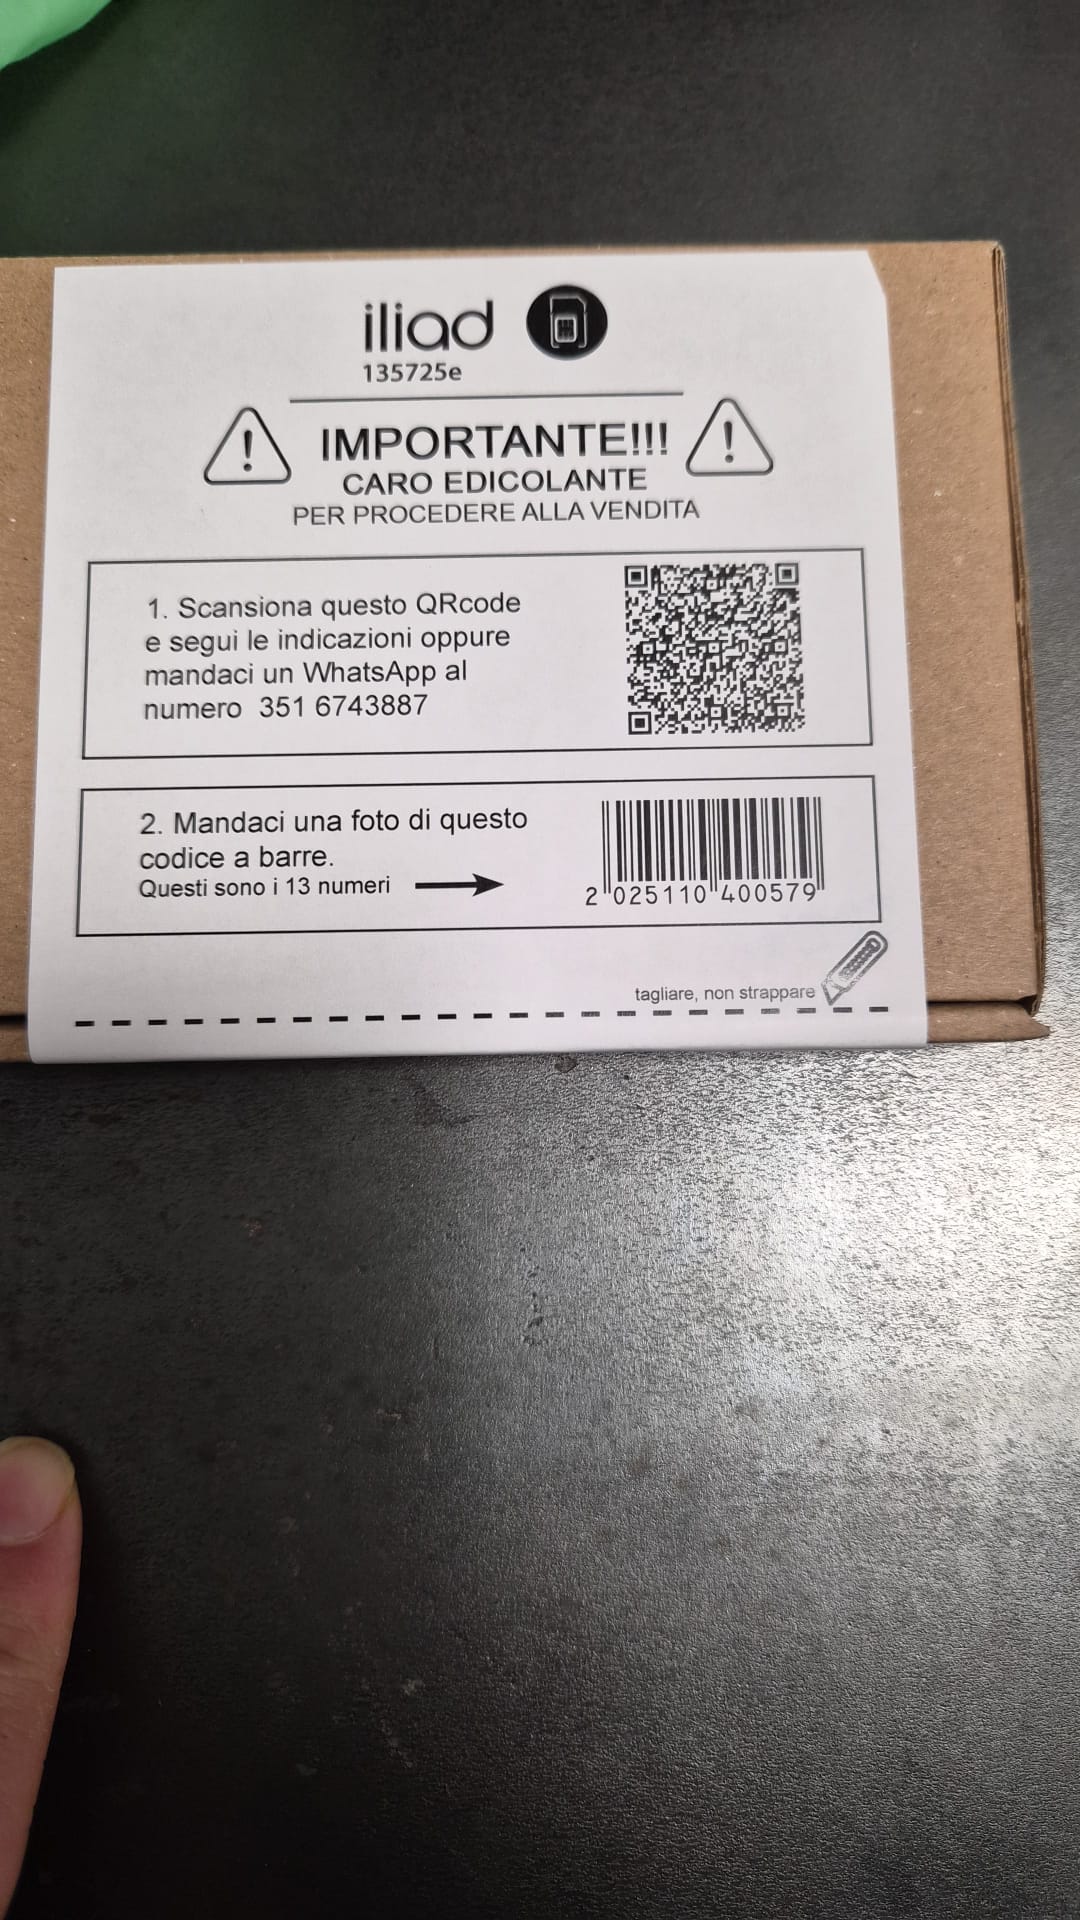 iliad
135725e
IMPORTANTE!!!
CARO EDICOLANTE
PER PROCEDERE ALLA VENDITA
1. Scansiona questo QRcode
e segui le indicazioni oppure
mandaci un WhatsApp al
numero 351 6743887
2. Mandaci una foto di questo
codice a barre.
Questi sono i 13 numeri
2 025110 400579
tagliare, non strappare